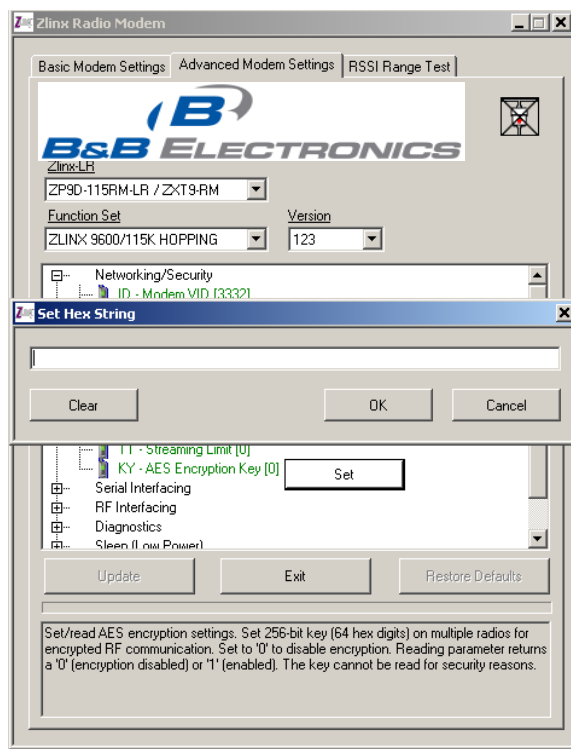 Zlinx Radio Modem
Basic Modem Settings Advanced Modem Settings RSSI Range Test
B
B&B ELECTRONICS
Zlinx-LR
ZP9D-115RM-LR / ZXT9-RM
Function Set Version
ZLINX 9600/115K HOPPING 123
Networking/Security
ID - Modem VID [3332]
Set Hex String
Clear OK Cancel
TT - Streaming Limit [0]
KY - AES Encryption Key [0] Set
Serial Interfacing
RF Interfacing
Diagnostics
Sleep (Low Power)
Update Exit Restore Defaults
Set/read AES encryption settings. Set 256-bit key (64 hex digits) on multiple radios for
encrypted RF communication. Set to '0' to disable encryption. Reading parameter returns
a '0' (encryption disabled) or '1' (enabled). The key cannot be read for security reasons.